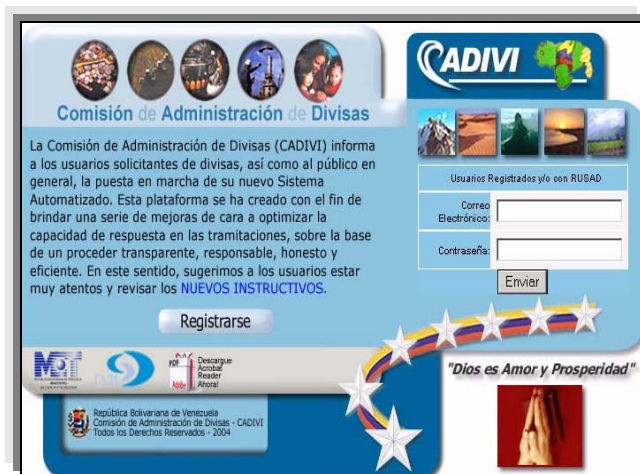 Comisión de Administración de Divisas
La Comisión de Administración de Divisas (CADIVI) informa
a los usuarios solicitantes de divisas, así como al público en
general, la puesta en marcha de su nuevo Sistema
Automatizado. Esta plataforma se ha creado con el fin de
brindar una serie de mejoras de cara a optimizar la
capacidad de respuesta en las tramitaciones, sobre la base
de un proceder transparente, responsable, honesto y
eficiente. En este sentido, sugerimos a los usuarios estar
muy atentos y revisar los NUEVOS INSTRUCTIVOS.
Registrarse
PDF
Adobe
Descargue
Acrobat
Reader
Ahora!
República Bolivariana de Venezuela
Comisión de Administración de Divisas - CADIVI
Todos los Derechos Reservados - 2004
CADIVI
Usuarios Registrados y/o con RUSAD
Correo
Electrónico:
Contraseña:
Enviar
"Dios es Amor y Prosperidad"